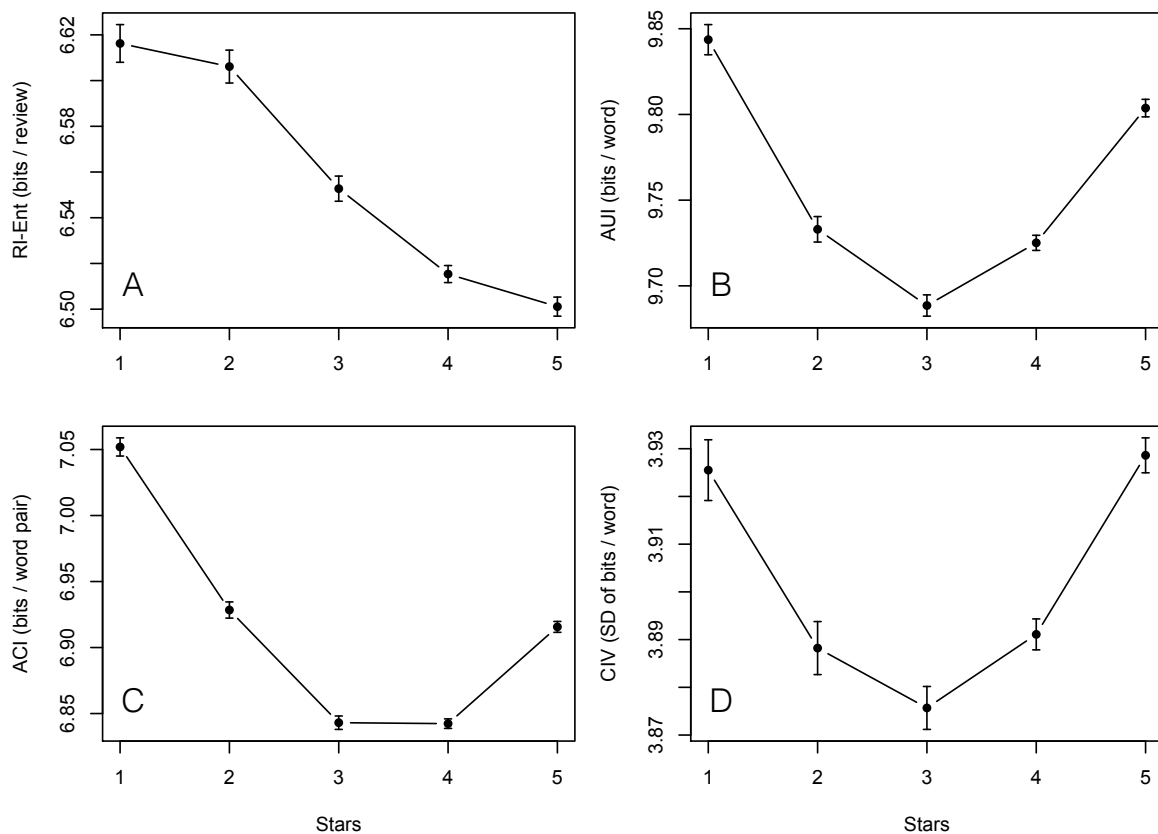 RI-Ent (bits / review)
6.62
6.58
6.54
6.50
A
1 2 3 4 5
AUI (bits / word)
9.85
9.80
9.75
9.70
B
1 2 3 4 5
ACI (bits / word pair)
7.05
7.00
6.95
6.90
6.85
C
1 2 3 4 5
Stars
CIV (SD of bits / word)
3.93
3.91
3.89
3.87
D
1 2 3 4 5
Stars